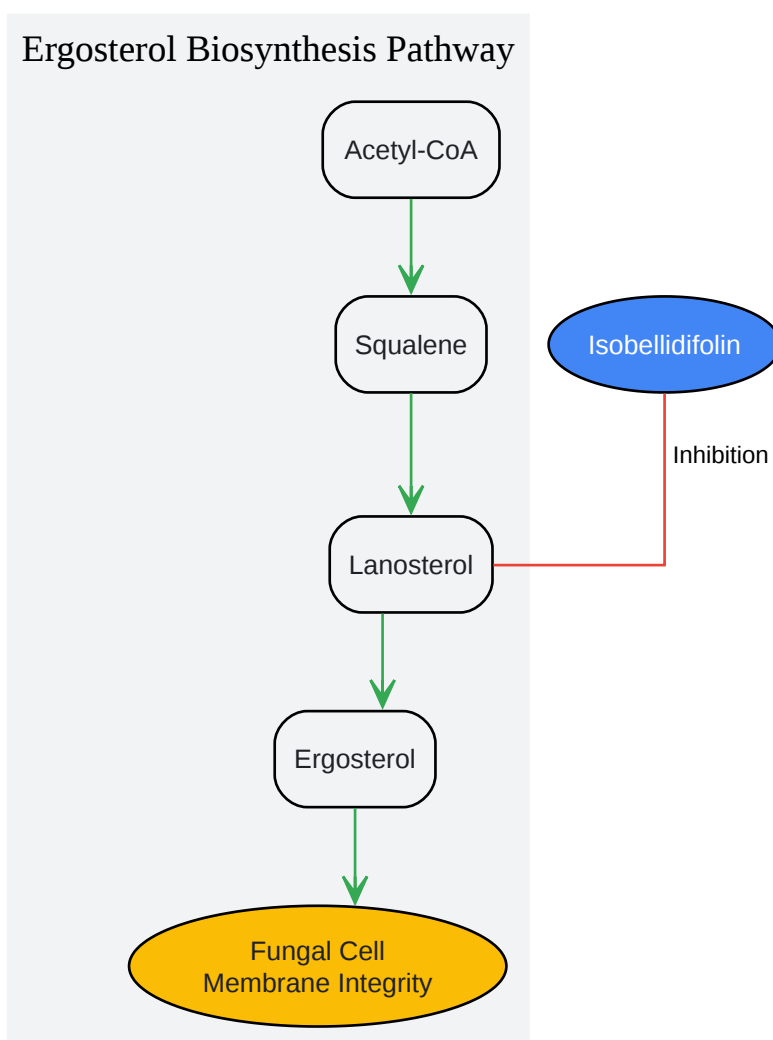 Ergosterol Biosynthesis Pathway
Acetyl-CoA
Squalene
Isobellidifolin
Inhibition
Lanosterol
Ergosterol
Fungal Cell
Membrane Integrity